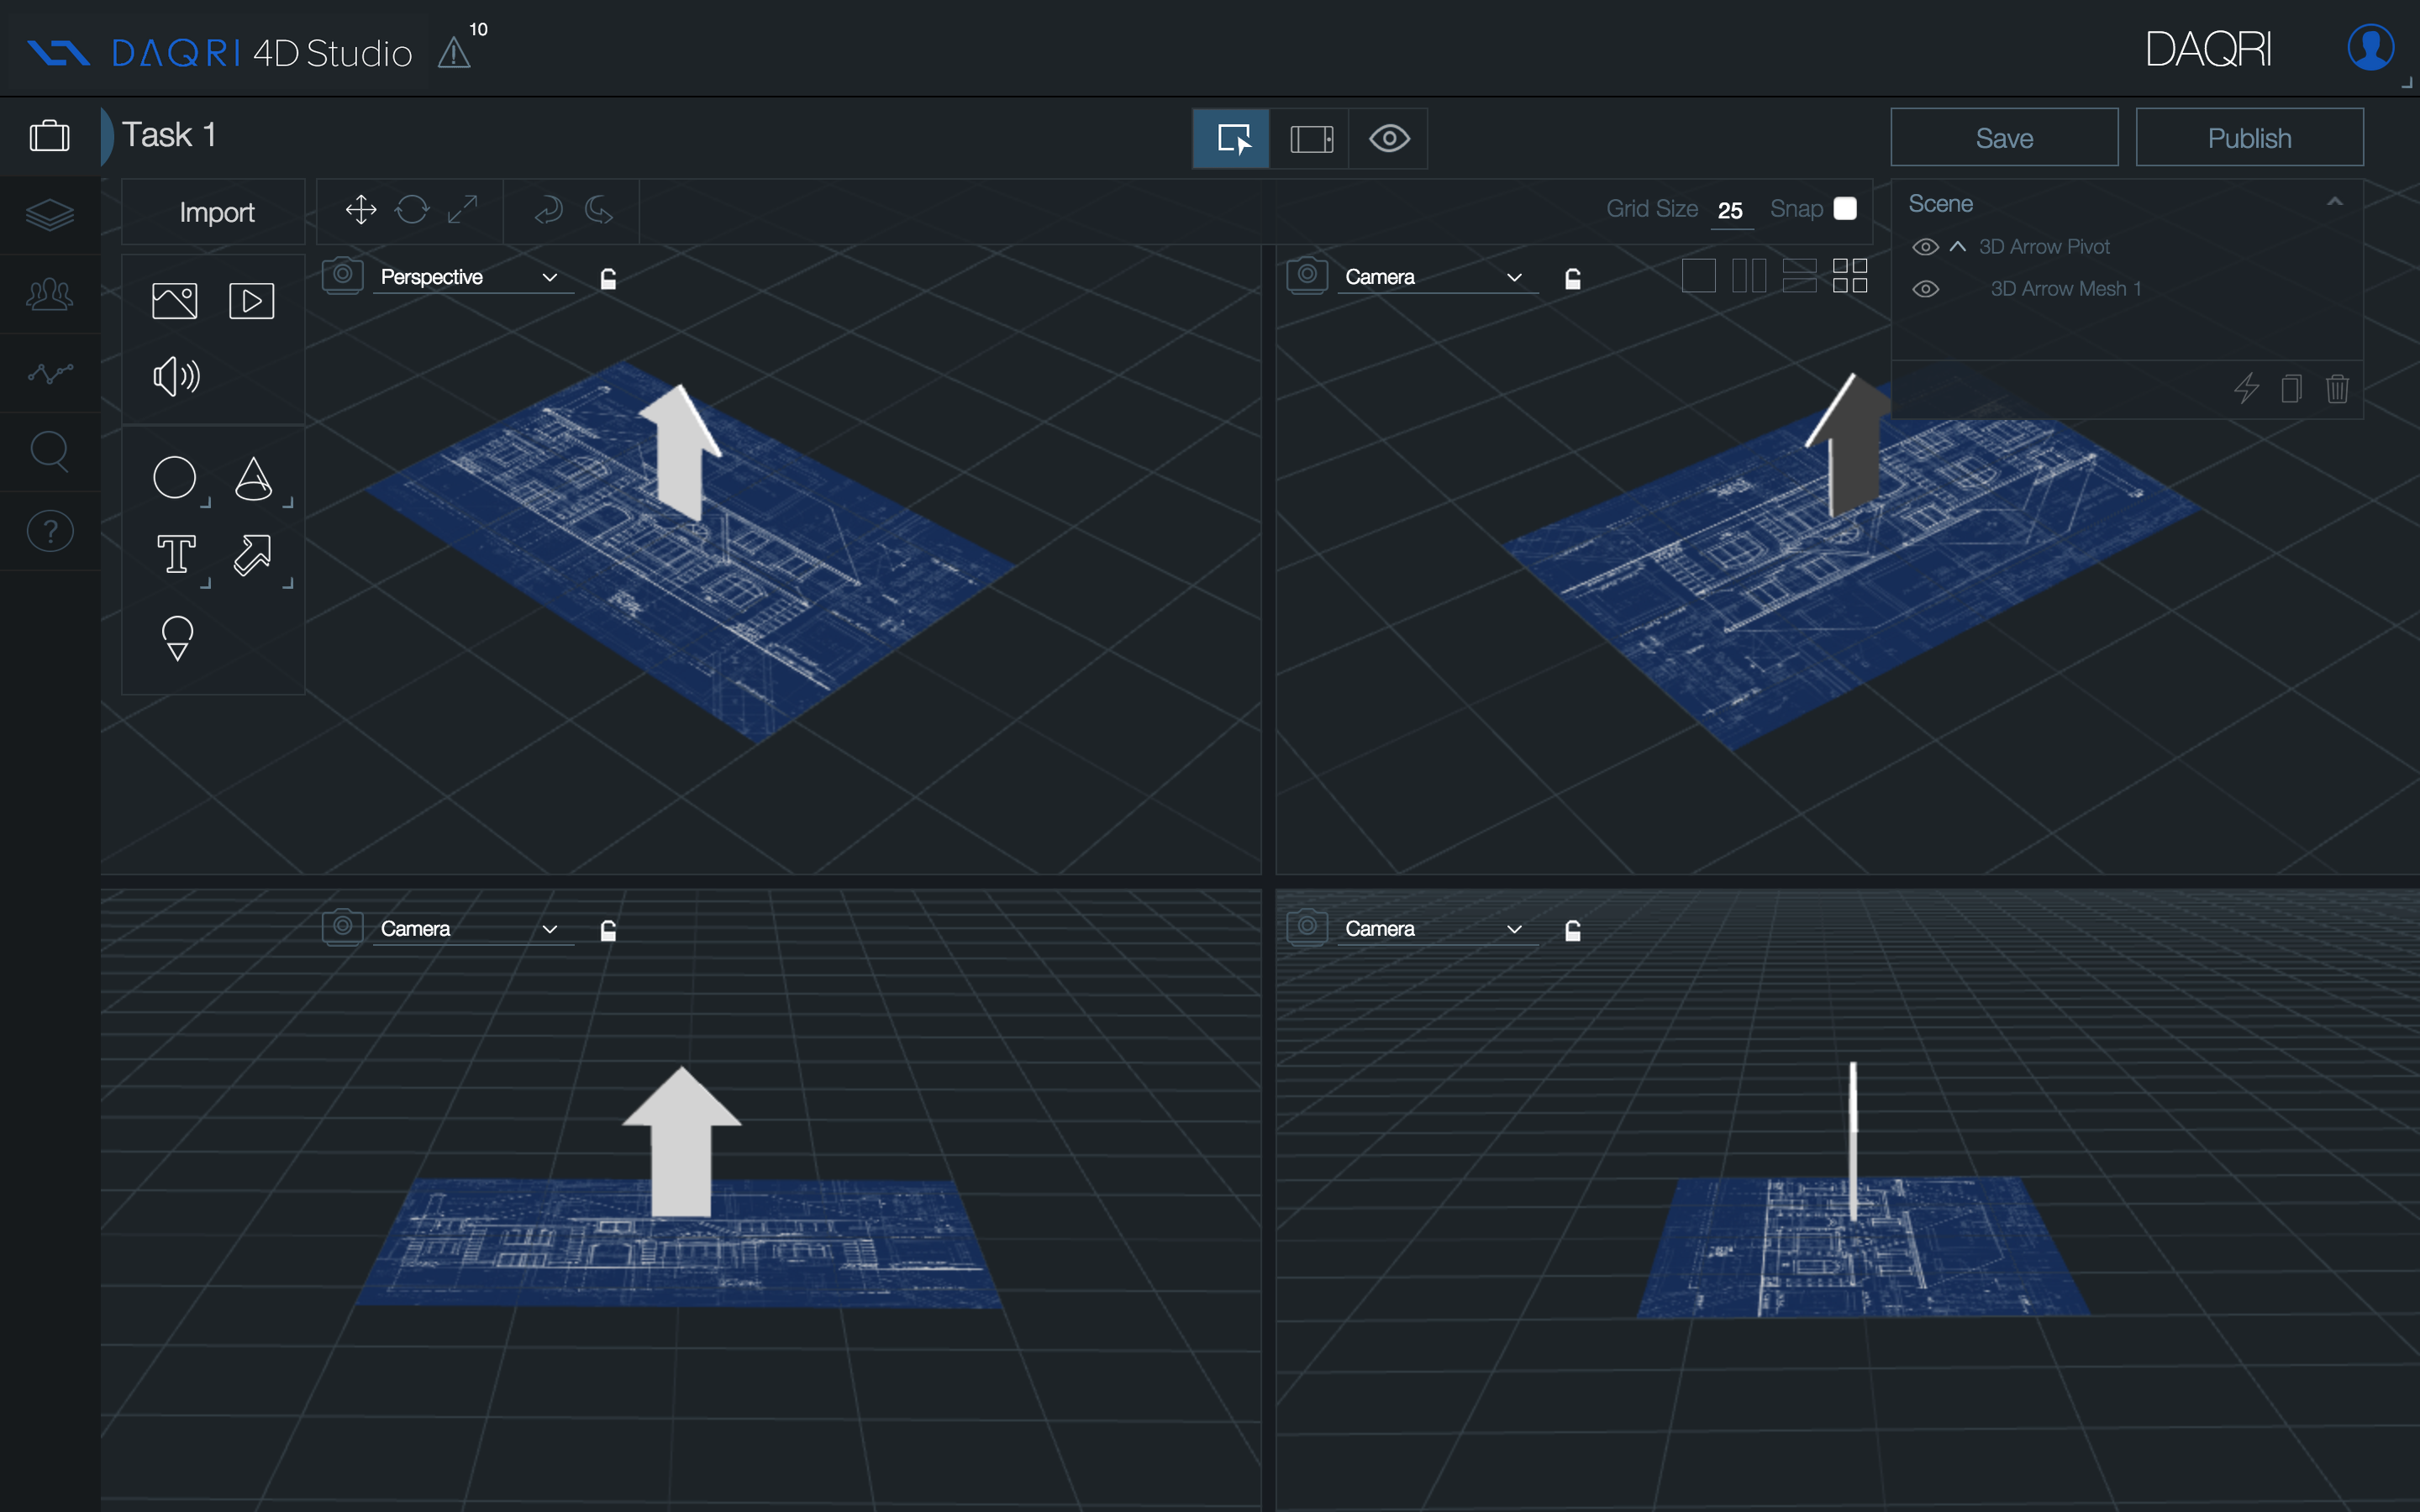 DAQRI 4D Studio
10
DAQRI
Task 1
Save
Publish
Import
Grid Size 25 Snap
Scene
3D Arrow Pivot
3D Arrow Mesh 1
Perspective
Camera
T
?
Camera
Camera